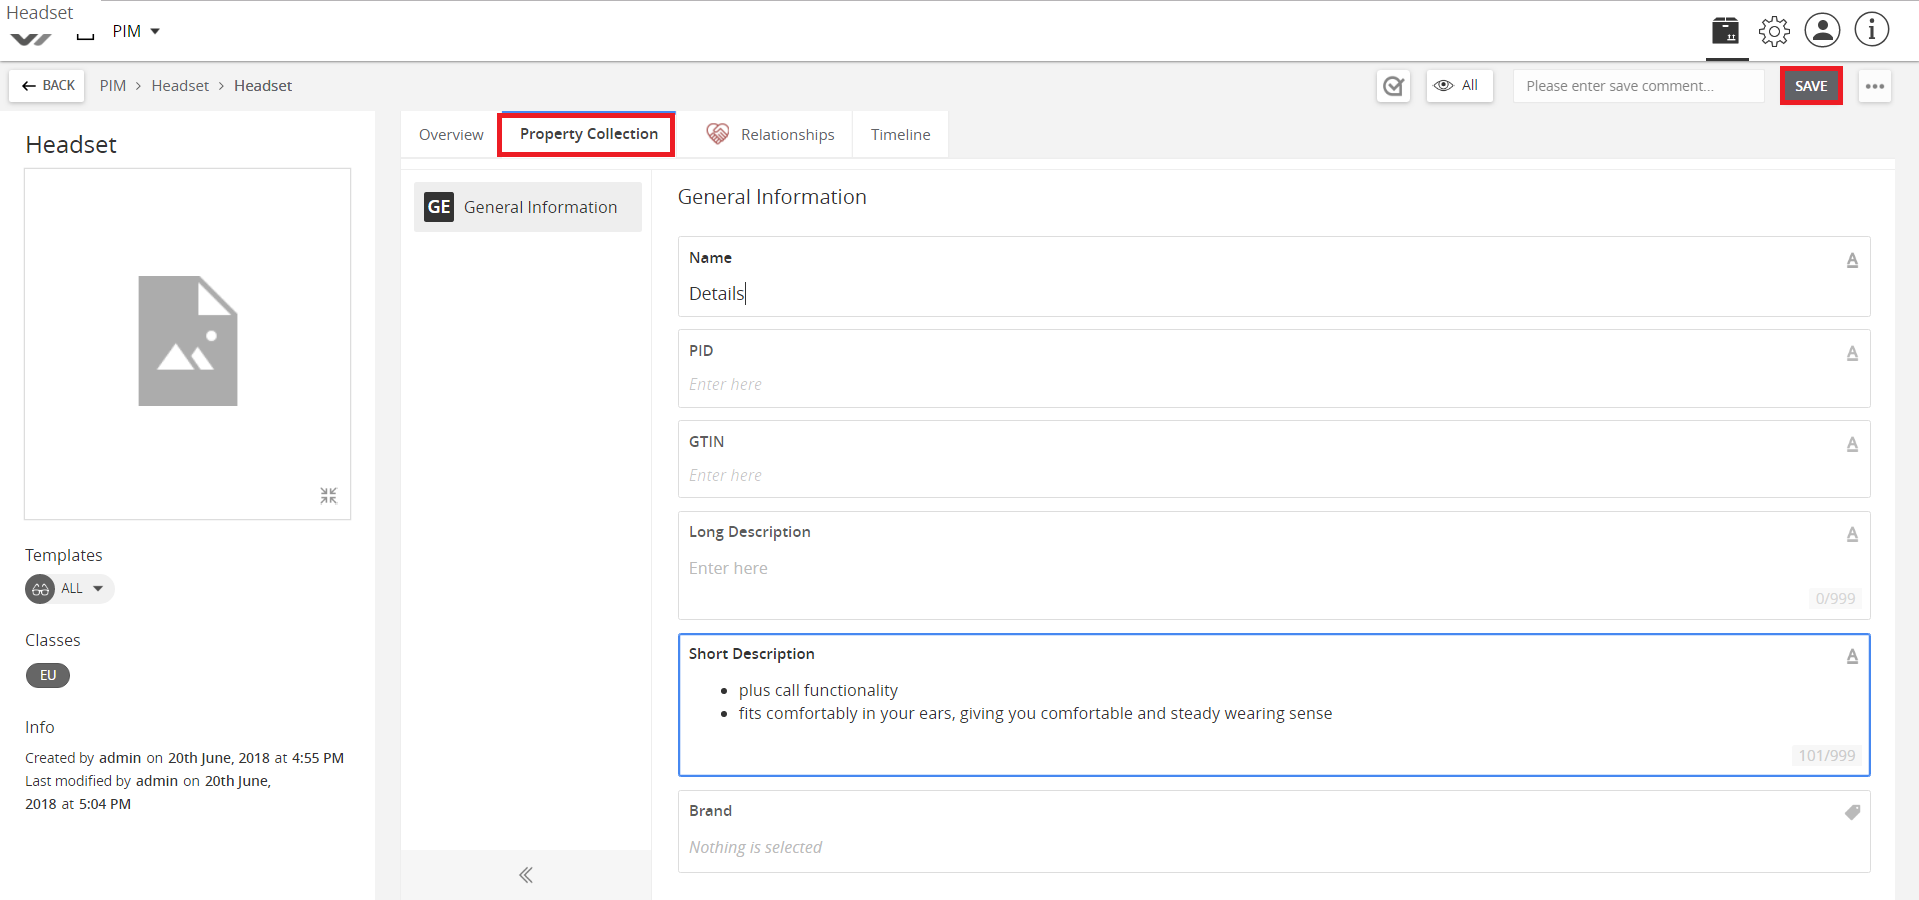 Headset
PIM
BACK
PIM > Headset > Headset
All
Please enter save comment...
SAVE
Headset
Templates
ALL
Classes
EU
Info
Created by admin on 20th June, 2018 at 4:55 PM
Last modified by admin on 20th June,
2018 at 5:04 PM
Overview
Property Collection
Relationships
Timeline
GE General Information
General Information
Name
A
Details
PID
A
Enter here
GTIN
A
Enter here
Long Description
A
Enter here
0/999
Short Description
A
• plus call functionality
• fits comfortably in your ears, giving you comfortable and steady wearing sense
101/999
Brand
Nothing is selected